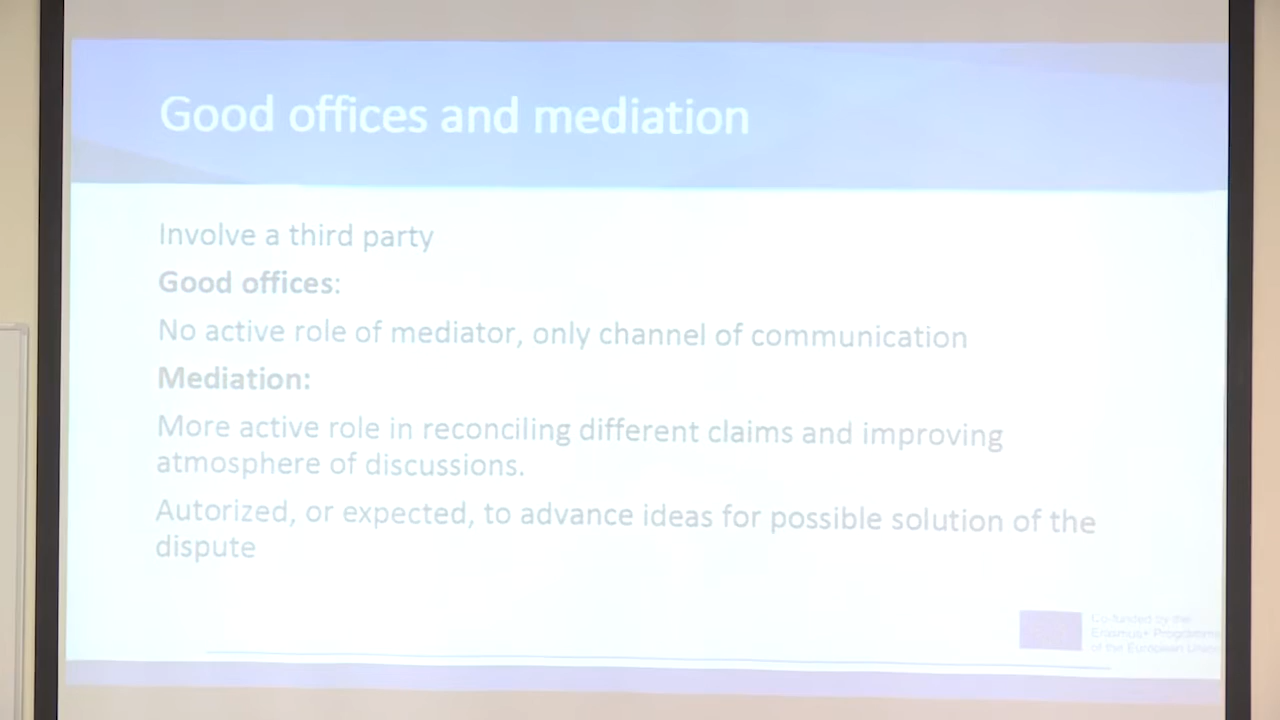 Good offices and mediation
Involve a third party
Good offices:
No active role of mediator, only channel of communication
Mediation:
More active role in reconciling different claims and improving
atmosphere of discussions.
Autorized, or expected, to advance ideas for possible solution of the
dispute
Co-funded by the
Erasmus+ Programme
of the European Union